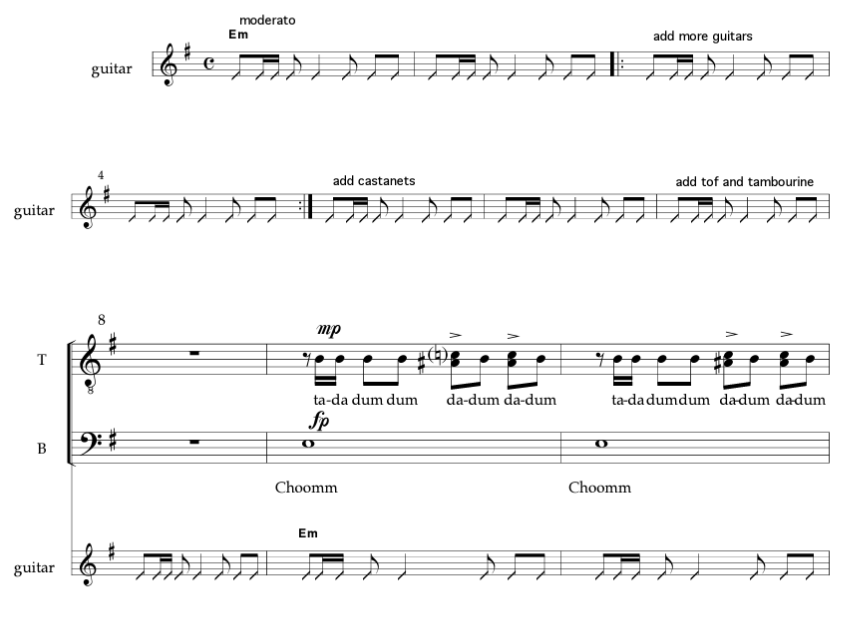 moderato
Em
add more guitars
guitar
4
add castanets
add tof and tambourine
guitar
8
mp
T
ta-da dum dum da-dum da-dum ta-da dum dum da-dum da-dum
fp
B
Choomm Choomm
Em
guitar